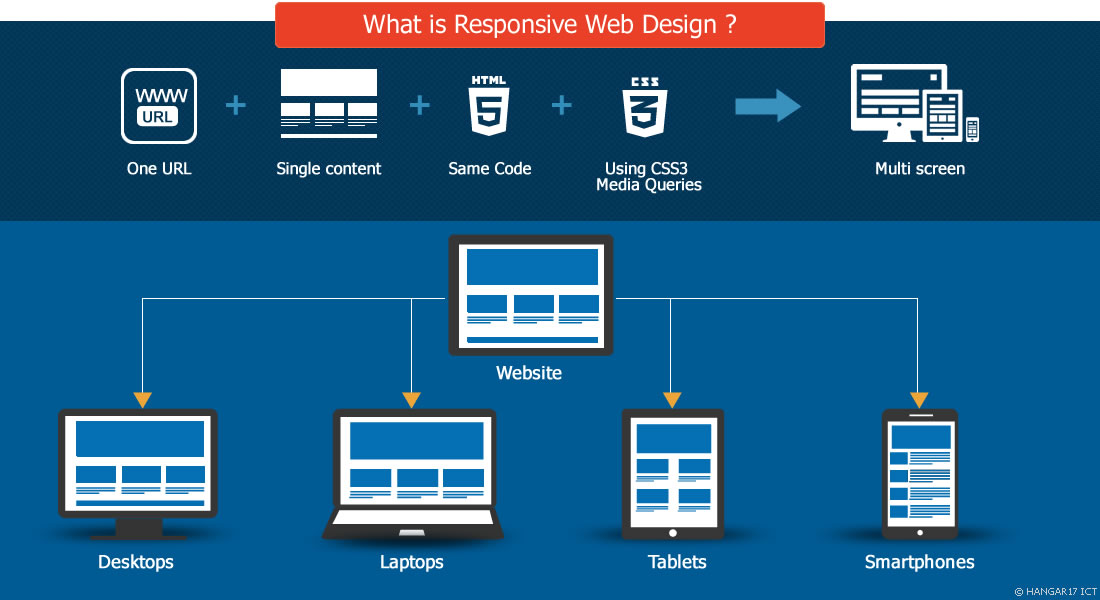 What is Responsive Web Design ?
WWW
URL
HTML
5
CSS
3
One URL
Single content
Same Code
Using CSS3
Media Queries
Multi screen
Website
Desktops
Laptops
Tablets
Smartphones
© HANGAR17 ICT